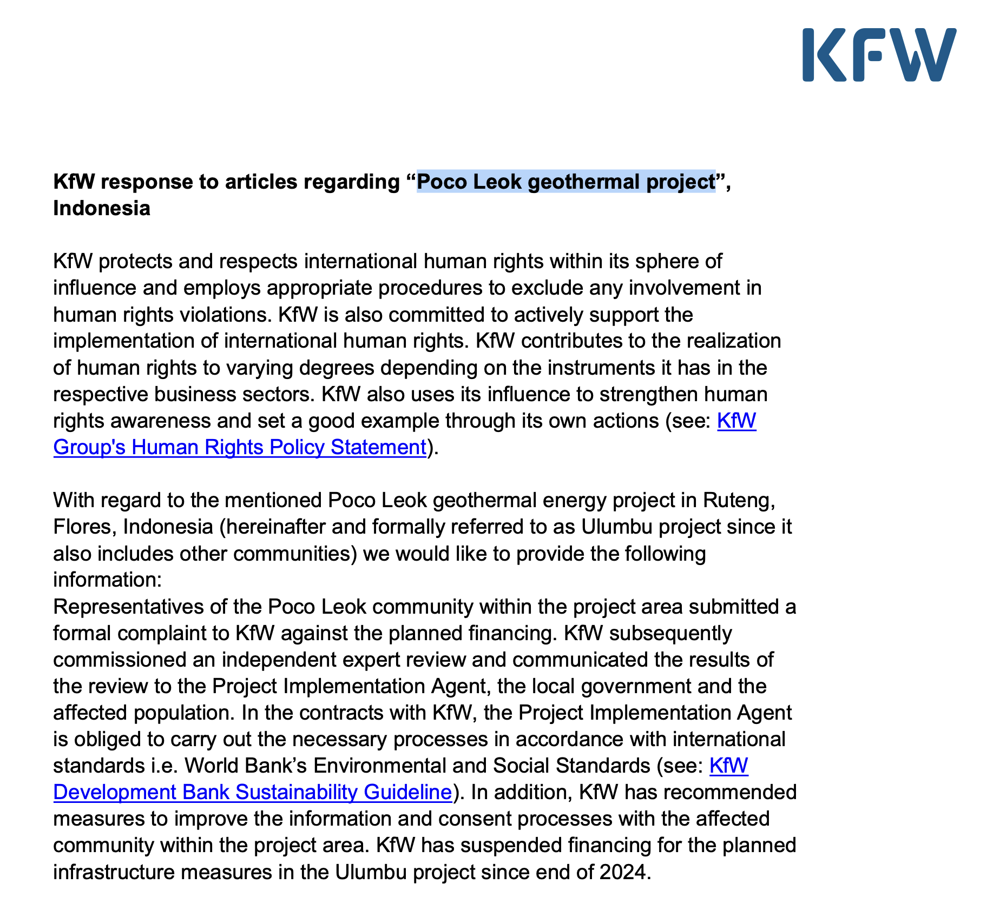 KFW
KfW response to articles regarding “Poco Leok geothermal project”,
Indonesia
KfW protects and respects international human rights within its sphere of
influence and employs appropriate procedures to exclude any involvement in
human rights violations. KfW is also committed to actively support the
implementation of international human rights. KfW contributes to the realization
of human rights to varying degrees depending on the instruments it has in the
respective business sectors. KfW also uses its influence to strengthen human
rights awareness and set a good example through its own actions (see: KfW
Group's Human Rights Policy Statement).
With regard to the mentioned Poco Leok geothermal energy project in Ruteng,
Flores, Indonesia (hereinafter and formally referred to as Ulumbu project since it
also includes other communities) we would like to provide the following
information:
Representatives of the Poco Leok community within the project area submitted a
formal complaint to KfW against the planned financing. KfW subsequently
commissioned an independent expert review and communicated the results of
the review to the Project Implementation Agent, the local government and the
affected population. In the contracts with KfW, the Project Implementation Agent
is obliged to carry out the necessary processes in accordance with international
standards i.e. World Bank’s Environmental and Social Standards (see: KfW
Development Bank Sustainability Guideline). In addition, KfW has recommended
measures to improve the information and consent processes with the affected
community within the project area. KfW has suspended financing for the planned
infrastructure measures in the Ulumbu project since end of 2024.